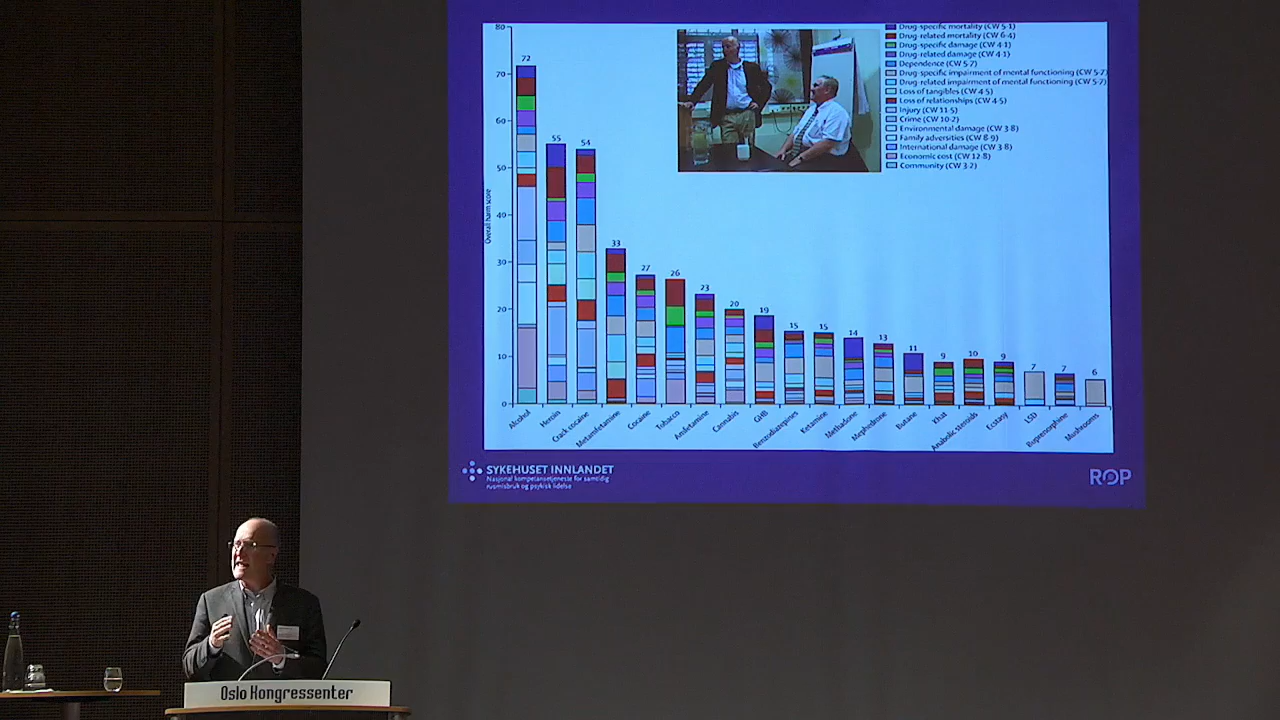 80
70
60
50
40
30
20
10
0
Overall harm score
72
55
54
33
27
26
23
20
19
15
15
14
13
11
9
10
9
7
7
6
Drug-specific mortality (CW 5·1)
Drug-related mortality (CW 6·4)
Drug-specific damage (CW 4·1)
Drug-related damage (CW 4·1)
Dependence (CW 5·7)
Drug-specific impairment of mental functioning (CW 5·7)
Drug-related impairment of mental functioning (CW 5·7)
Loss of tangibles (CW 4·5)
Loss of relationships (CW 4·5)
Injury (CW 11·5)
Crime (CW 10·2)
Environmental damage (CW 3·8)
Family adversities (CW 8·9)
International damage (CW 3·8)
Economic cost (CW 12·8)
Community (CW 3·2)
Alcohol
Heroin
Crack cocaine
Metamfetamine
Cocaine
Tobacco
Amfetamine
Cannabis
GHB
Benzodiazepines
Ketamine
Methadone
Mephedrone
Butane
Khat
Anabolic steroids
Ecstasy
LSD
Buprenorphine
Mushrooms
SYKEHUSET INNLANDET
Nasjonal kompetansetjeneste for samtidig
rusmisbruk og psykisk lidelse
ROP
Oslo Kongressenter